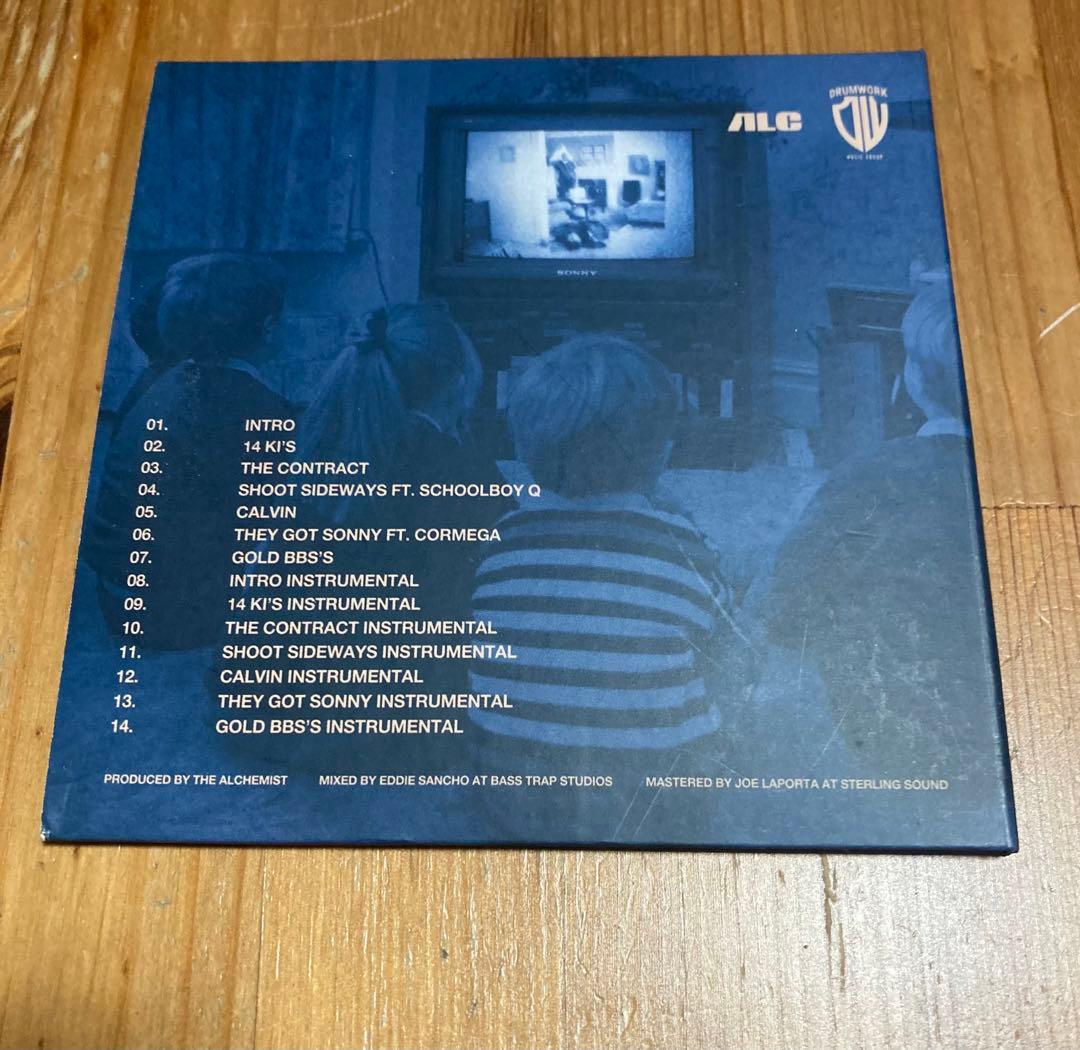 ALC
DRUMWORK
MUSIC GROUP
SONNY
01. INTRO
02. 14 KI'S
03. THE CONTRACT
04. SHOOT SIDEWAYS FT. SCHOOLBOY Q
05. CALVIN
06. THEY GOT SONNY FT. CORMEGA
07. GOLD BBS'S
08. INTRO INSTRUMENTAL
09. 14 KI'S INSTRUMENTAL
10. THE CONTRACT INSTRUMENTAL
11. SHOOT SIDEWAYS INSTRUMENTAL
12. CALVIN INSTRUMENTAL
13. THEY GOT SONNY INSTRUMENTAL
14. GOLD BBS'S INSTRUMENTAL
PRODUCED BY THE ALCHEMIST MIXED BY EDDIE SANCHO AT BASS TRAP STUDIOS MASTERED BY JOE LAPORTA AT STERLING SOUND